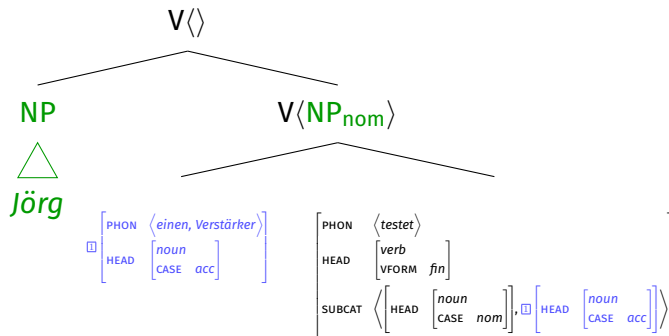 V⟨⟩
NP V⟨NPnom⟩
Jörg
1 [PHON ⟨einen, Verstärker⟩ HEAD [noun CASE acc]]
[PHON ⟨testet⟩
HEAD [verb VFORM fin]
SUBCAT ⟨[HEAD [noun CASE nom]], 1 [HEAD [noun CASE acc]]⟩
.